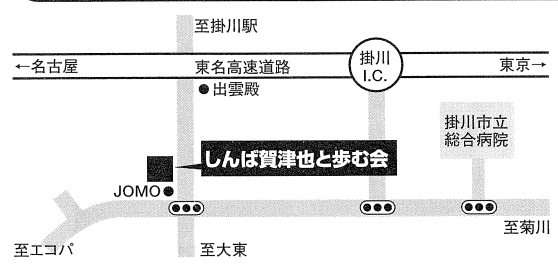 至掛川駅
←名古屋
東名高速道路
掛川
I.C.
東京→
出雲殿
掛川市立
総合病院
しんば賀津也と歩む会
JOMO
至エコパ
至大東
至菊川